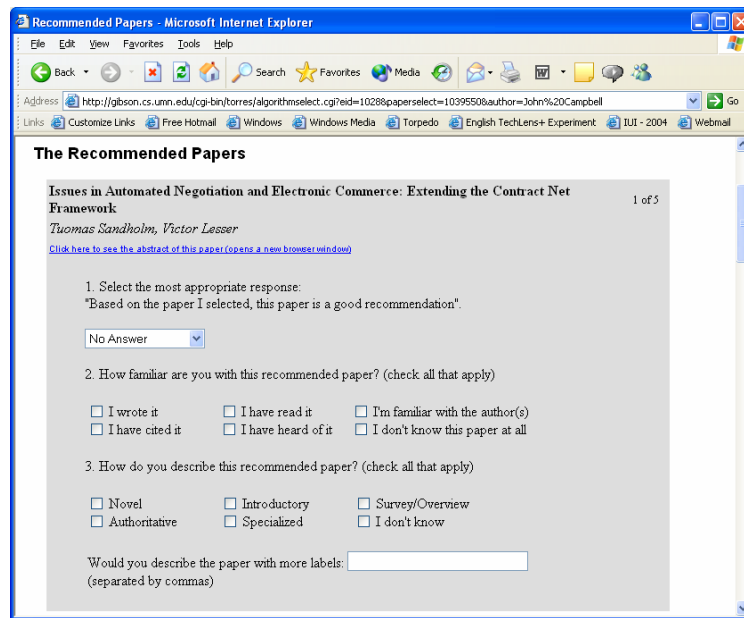 Recommended Papers - Microsoft Internet Explorer
File Edit View Favorites Tools Help
Back Search Favorites Media
Address http://gibson.cs.umn.edu/cgi-bin/torres/algorithmselect.cgi?eid=1028&paperselect=1039550&author=John%20Campbell Go
Links Customize Links Free Hotmail Windows Windows Media Torpedo English TechLens+ Experiment IUI - 2004 Webmail
The Recommended Papers
Issues in Automated Negotiation and Electronic Commerce: Extending the Contract Net 1 of 5
Framework
Tuomas Sandholm, Victor Lesser
Click here to see the abstract of this paper (opens a new browser window)
1. Select the most appropriate response:
"Based on the paper I selected, this paper is a good recommendation".
No Answer
2. How familiar are you with this recommended paper? (check all that apply)
I wrote it I have read it I'm familiar with the author(s)
I have cited it I have heard of it I don't know this paper at all
3. How do you describe this recommended paper? (check all that apply)
Novel Introductory Survey/Overview
Authoritative Specialized I don't know
Would you describe the paper with more labels:
(separated by commas)